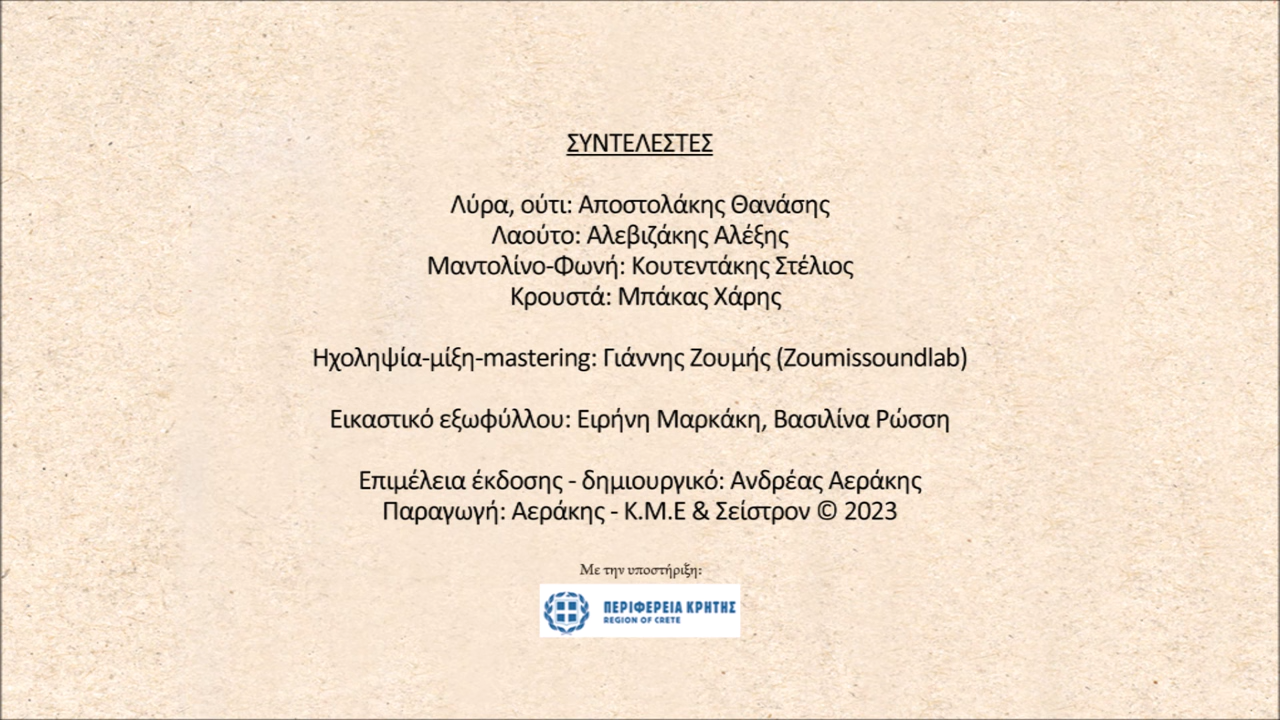 ΣΥΝΤΕΛΕΣΤΕΣ
Λύρα, ούτι: Αποστολάκης Θανάσης
Λαούτο: Αλεβιζάκης Αλέξης
Μαντολίνο-Φωνή: Κουτεντάκης Στέλιος
Κρουστά: Μπάκας Χάρης
Ηχοληψία-μίξη-mastering: Γιάννης Ζουμής (Zoumissoundlab)
Εικαστικό εξωφύλλου: Ειρήνη Μαρκάκη, Βασιλίνα Ρώσση
Επιμέλεια έκδοσης - δημιουργικό: Ανδρέας Αεράκης
Παραγωγή: Αεράκης - Κ.Μ.Ε & Σείστρον © 2023
Με την υποστήριξη:
ΠΕΡΙΦΕΡΕΙΑ ΚΡΗΤΗΣ
REGION OF CRETE